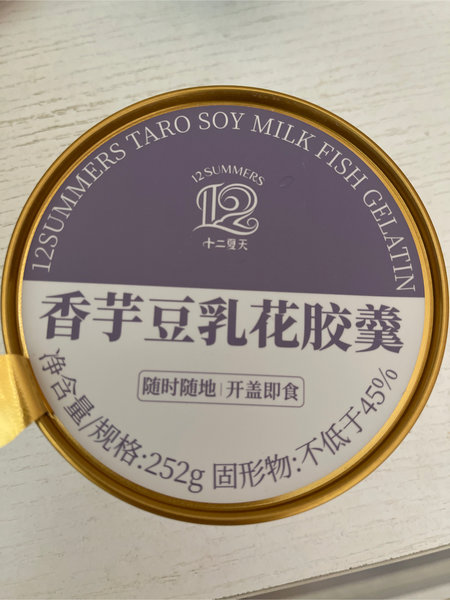 12SUMMERS TARO SOY MILK FISH GELATIN
12SUMMERS
12
十二夏天
香芋豆乳花胶羹
随时随地|开盖即食
净含量/规格:252g 固形物:不低于45%